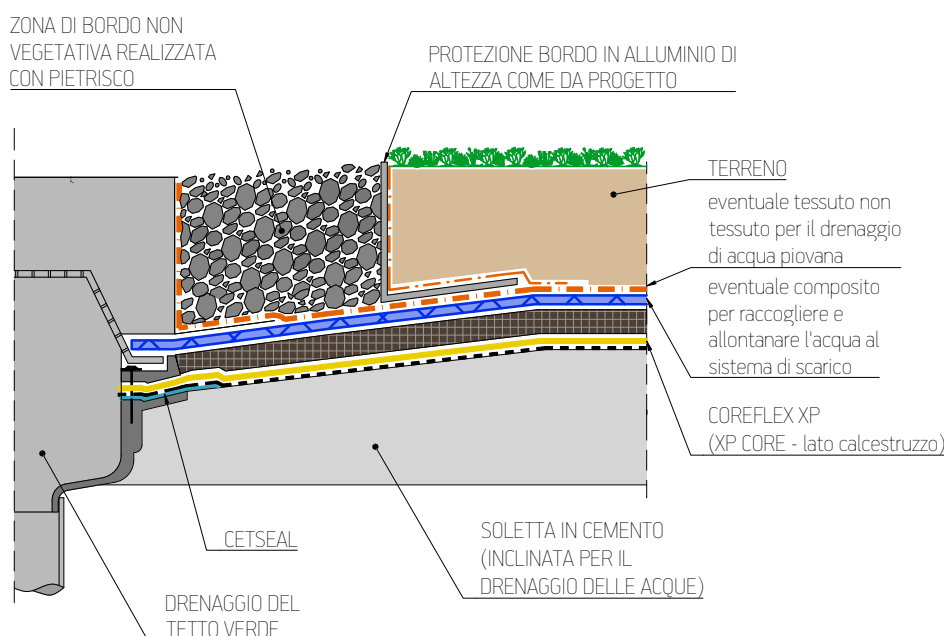 ZONA DI BORDO NON
VEGETATIVA REALIZZATA
CON PIETRISCO
PROTEZIONE BORDO IN ALLUMINIO DI
ALTEZZA COME DA PROGETTO
TERRENO
eventuale tessuto non
tessuto per il drenaggio
di acqua piovana
eventuale composito
per raccogliere e
allontanare l'acqua al
sistema di scarico
COREFLEX XP
(XP CORE - lato calcestruzzo)
CETSEAL
SOLETTA IN CEMENTO
(INCLINATA PER IL
DRENAGGIO DELLE ACQUE)
DRENAGGIO DEL
TETTO VERDE